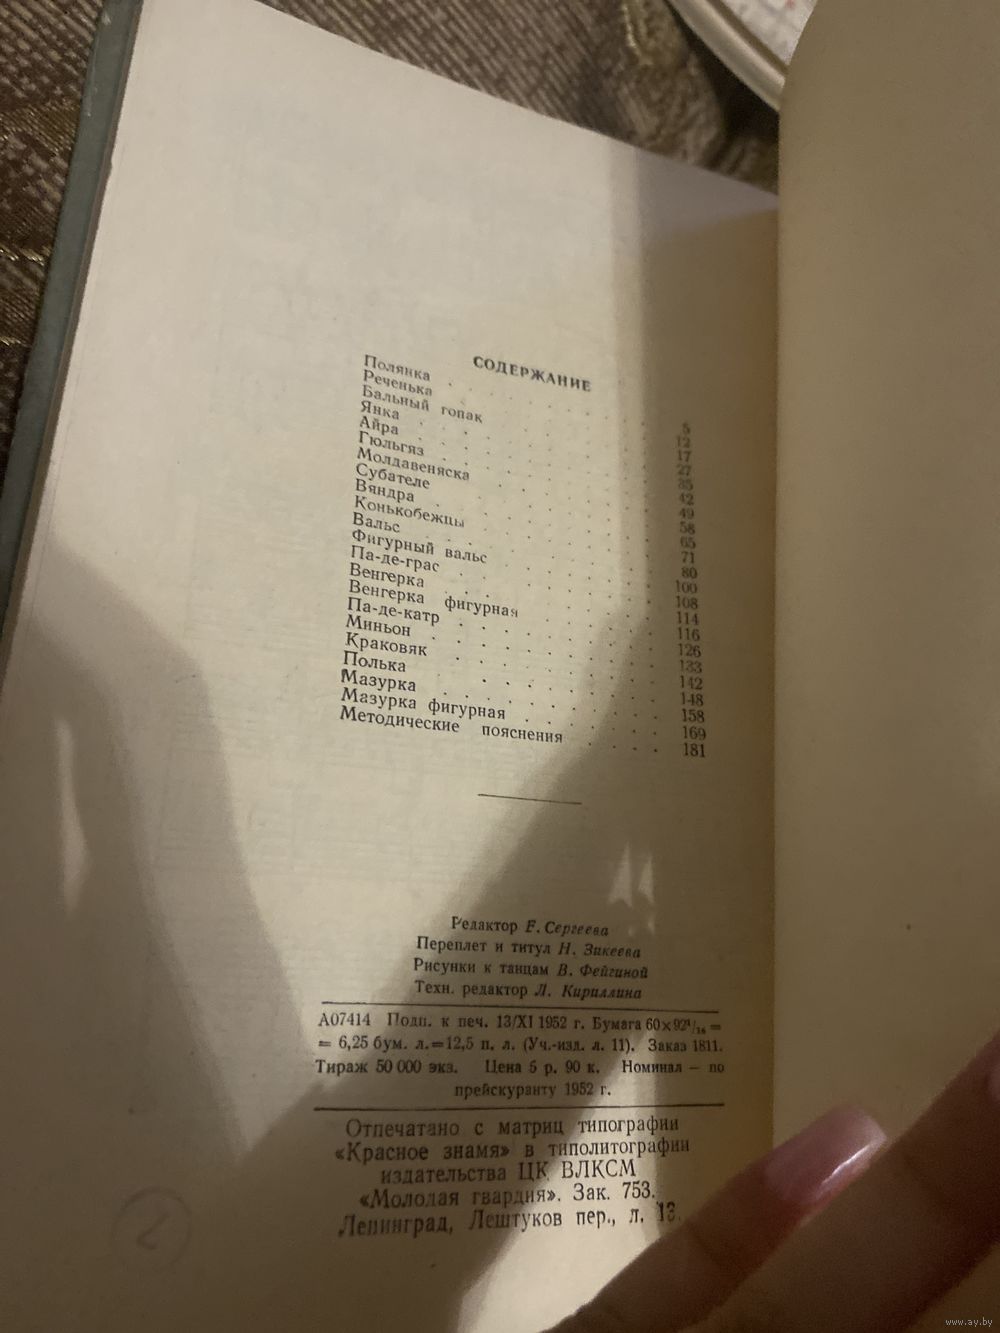 СОДЕРЖАНИЕ
Полянка . . . . . . . 5
Реченька . . . . . . . 12
Бальный гопак . . . . . . 17
Янка . . . . . . . 27
Айра . . . . . . . 35
Гюльгяз . . . . . . . 42
Молдавеняска . . . . . . 49
Субателе . . . . . . . 58
Вяндра . . . . . . . 65
Конькобежцы . . . . . . 71
Вальс . . . . . . . 80
Фигурный вальс . . . . . . 100
Па-де-грас . . . . . . . 108
Венгерка . . . . . . . 114
Венгерка фигурная . . . . . 116
Па-де-катр . . . . . . . 126
Миньон . . . . . . . 133
Краковяк . . . . . . . 142
Полька . . . . . . . 148
Мазурка . . . . . . . 158
Мазурка фигурная . . . . . 169
Методические пояснения . . . . 181
Редактор Е. Сергеева
Переплет и титул Н. Зикеева
Рисунки к танцам В. Фейгиной
Техн. редактор Л. Кириллина
А07414 Подп. к печ. 13/XI 1952 г. Бумага 60×92¹/₁₆ =
= 6,25 бум. л.=12,5 п. л. (Уч.-изд. л. 11). Заказ 1811.
Тираж 50 000 экз. Цена 5 р. 90 к. Номинал — по
прейскуранту 1952 г.
Отпечатано с матриц типографии
«Красное знамя» в типолитографии
издательства ЦК ВЛКСМ
«Молодая гвардия». Зак. 753.
Ленинград, Лештуков пер., л. 13.
2
www.ay.by